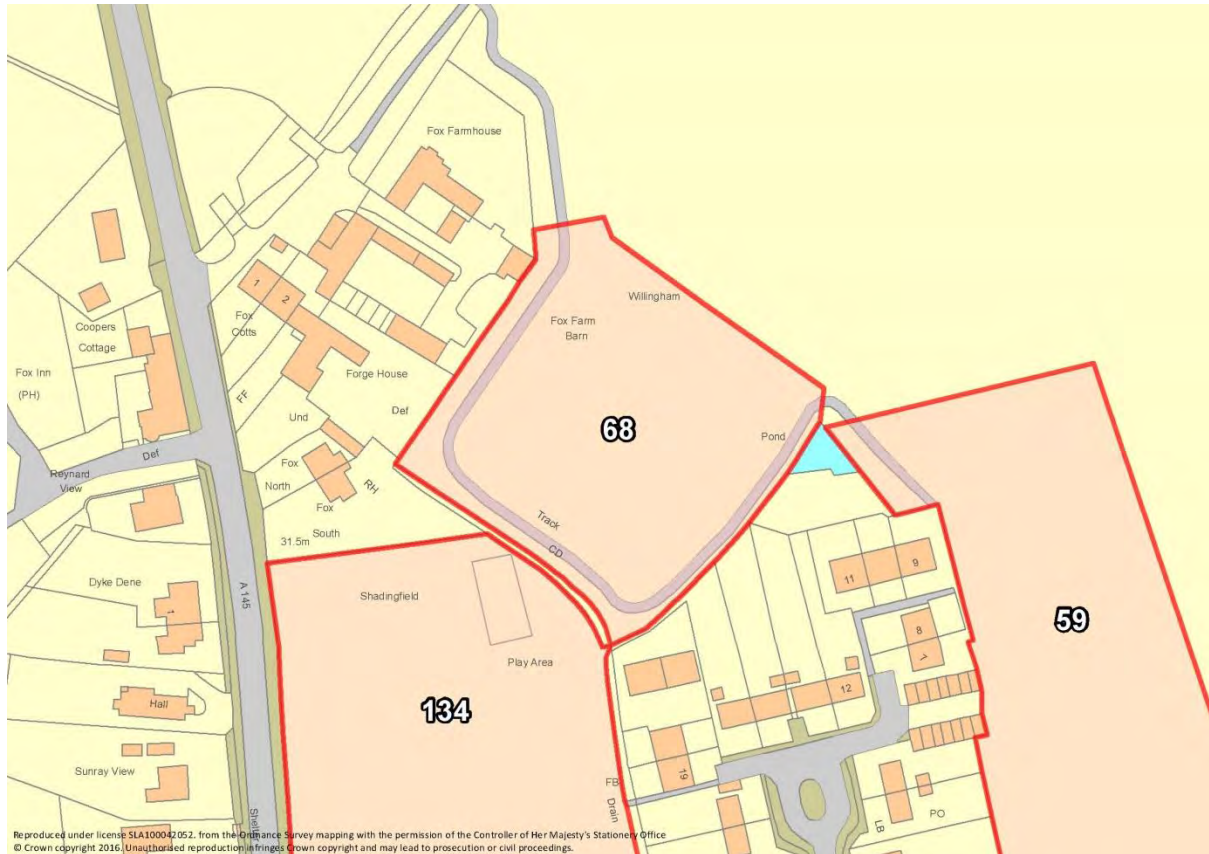 Fox Farmhouse
Willingham
Fox Farm
Barn
68
Pond
1
2
Fox
Cotts
Forge House
Def
FF
Und
Coopers
Cottage
Fox Inn
(PH)
Def
Reynard
View
Fox
North
RH
Fox
South
31.5m
Track
CD
Shadingfield
Play Area
134
A 145
Dyke Dene
1
Hall
Sunray View
Shelter
11
9
8
7
12
19
59
FB
Drain
LB
PO
Reproduced under license SLA100042052. from the Ordnance Survey mapping with the permission of the Controller of Her Majesty's Stationery Office
© Crown copyright 2016. Unauthorised reproduction infringes Crown copyright and may lead to prosecution or civil proceedings.